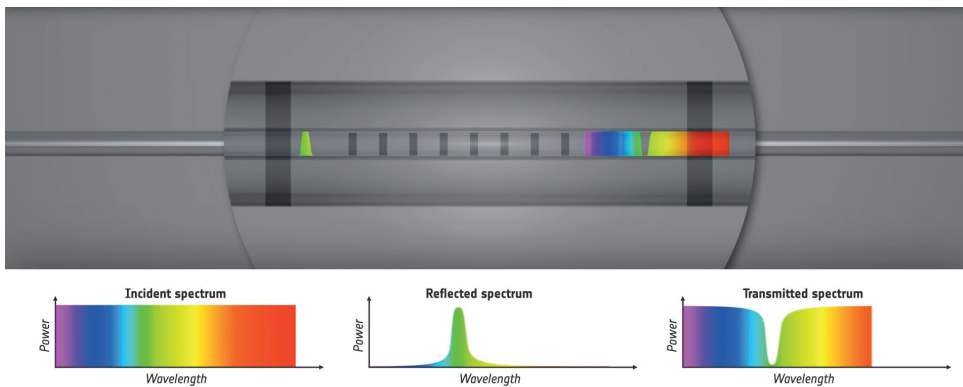 Incident spectrum
Power
Wavelength
Reflected spectrum
Power
Wavelength
Transmitted spectrum
Power
Wavelength